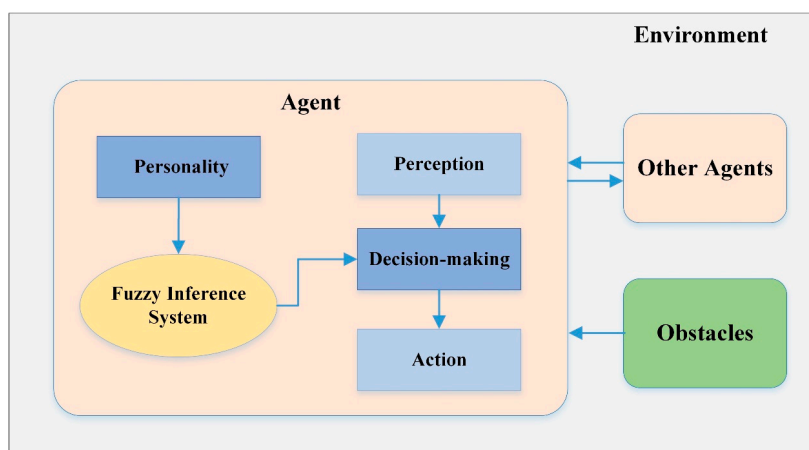 Environment
Agent
Personality
Perception
Other Agents
Decision-making
Fuzzy Inference
System
Obstacles
Action